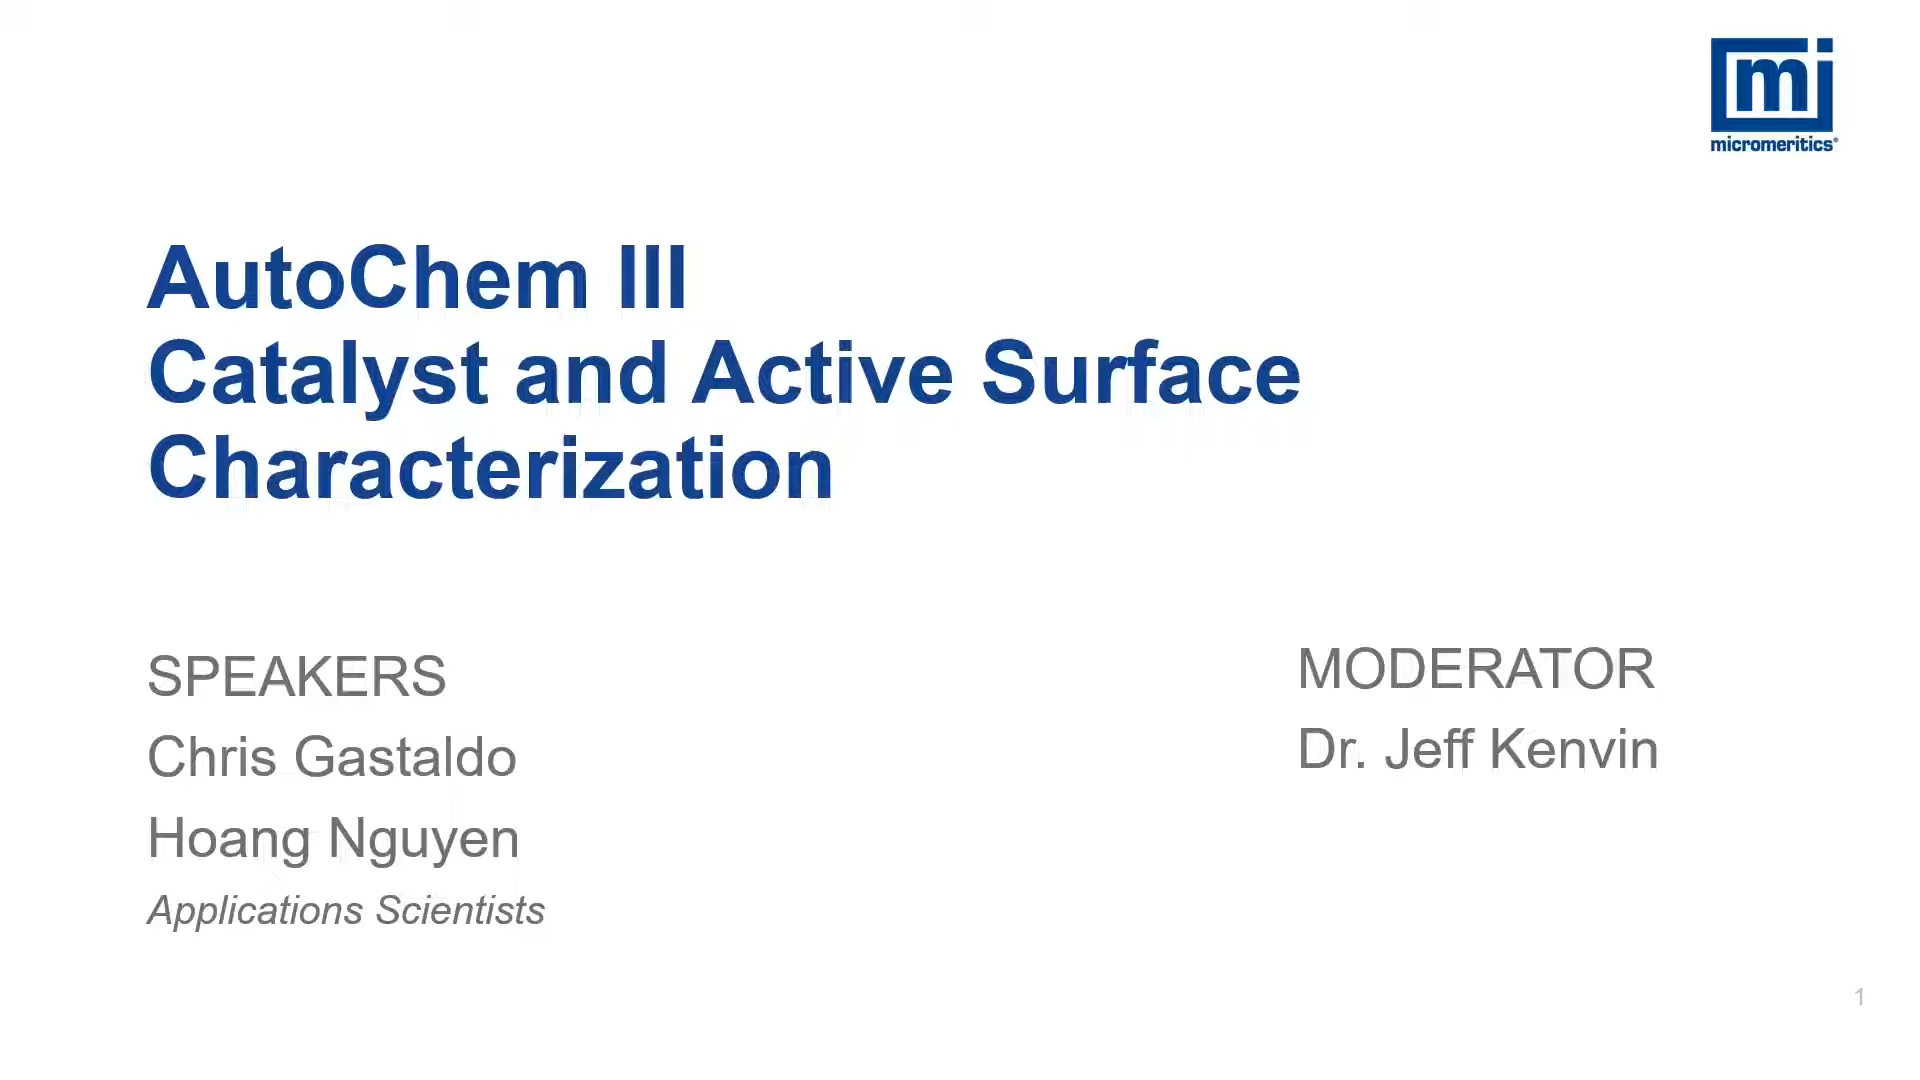 mi
micromeritics®
AutoChem III
Catalyst and Active Surface
Characterization
SPEAKERS
Chris Gastaldo
Hoang Nguyen
Applications Scientists
MODERATOR
Dr. Jeff Kenvin
1